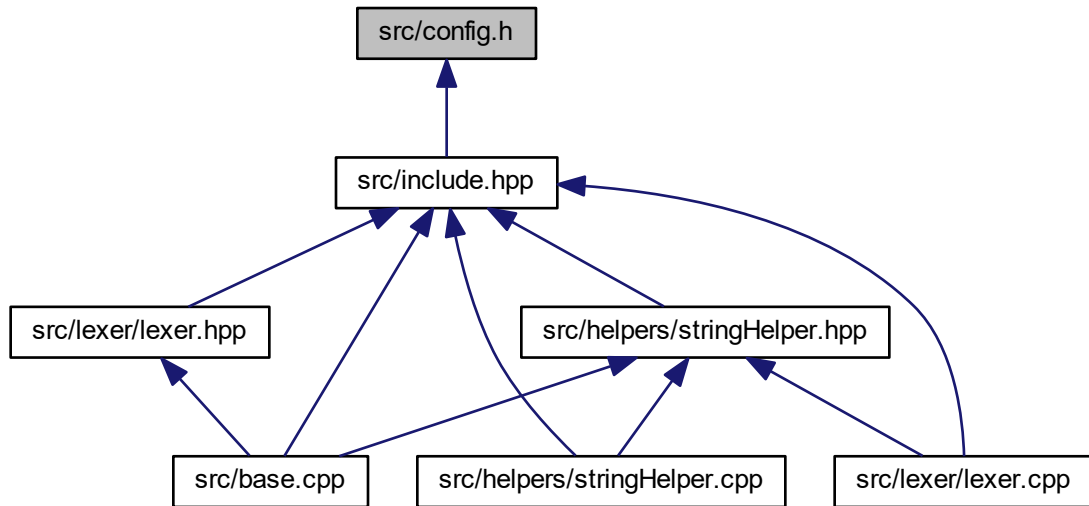 src/config.h
src/include.hpp
src/lexer/lexer.hpp
src/helpers/stringHelper.hpp
src/base.cpp
src/helpers/stringHelper.cpp
src/lexer/lexer.cpp